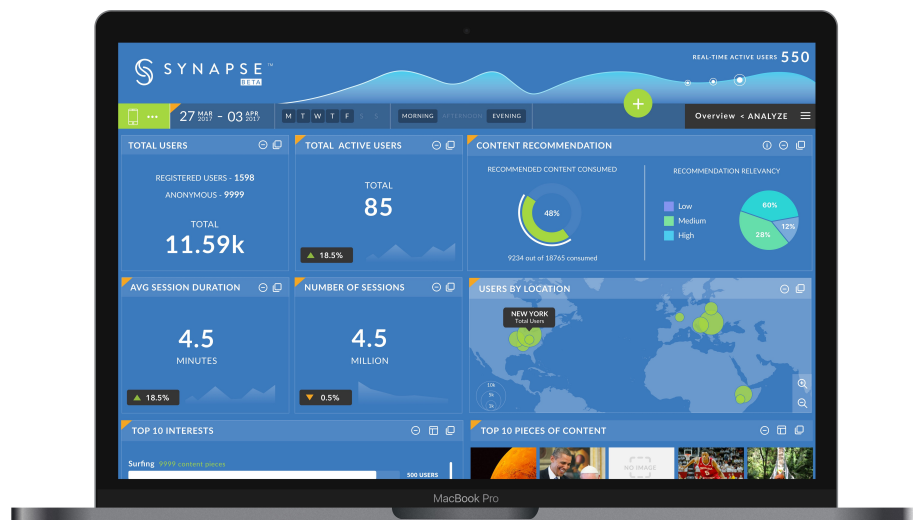 REAL-TIME ACTIVE USERS 550
SYNAPSE™
BETA
27 MAR 2017 - 03 APR 2017
M T W T F S S
MORNING AFTERNOON EVENING
Overview < ANALYZE
TOTAL USERS
REGISTERED USERS - 1598
ANONYMOUS - 9999
TOTAL
11.59k
TOTAL ACTIVE USERS
TOTAL
85
18.5%
CONTENT RECOMMENDATION
RECOMMENDED CONTENT CONSUMED
48%
9234 out of 18765 consumed
RECOMMENDATION RELEVANCY
Low
Medium
High
60%
12%
28%
AVG SESSION DURATION
4.5
MINUTES
18.5%
NUMBER OF SESSIONS
4.5
MILLION
0.5%
USERS BY LOCATION
NEW YORK
Total Users
10k
5k
1k
TOP 10 INTERESTS
Surfing 9999 content pieces
500 USERS
TOP 10 PIECES OF CONTENT
NO IMAGE
MacBook Pro